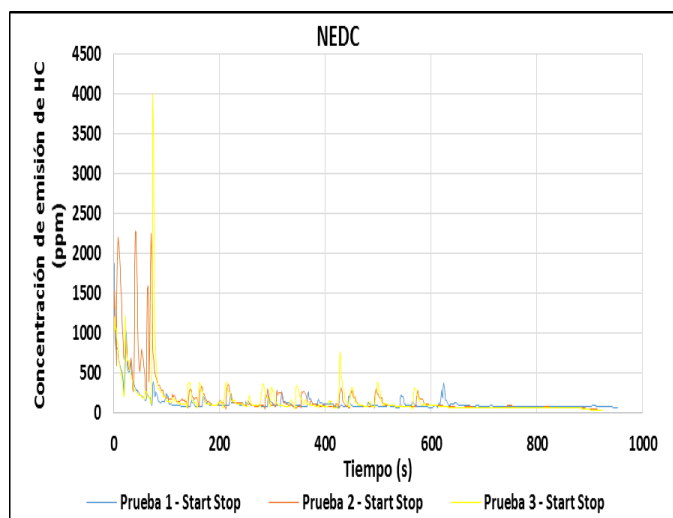 NEDC
Concentración de emisión de HC
(ppm)
4500
4000
3500
3000
2500
2000
1500
1000
500
0
0 200 400 600 800 1000
Tiempo (s)
Prueba 1 - Start Stop Prueba 2 - Start Stop Prueba 3 - Start Stop